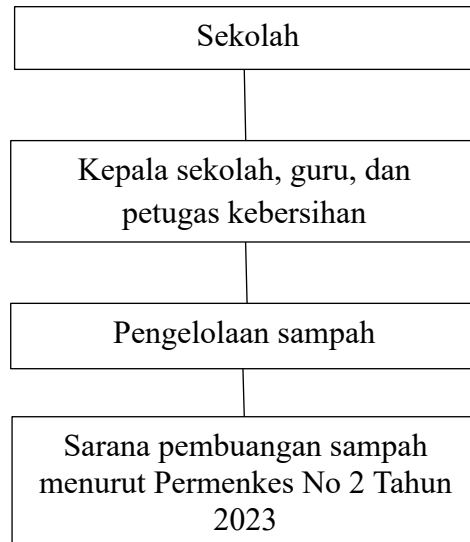 Sekolah
Kepala sekolah, guru, dan
petugas kebersihan
Pengelolaan sampah
Sarana pembuangan sampah
menurut Permenkes No 2 Tahun
2023